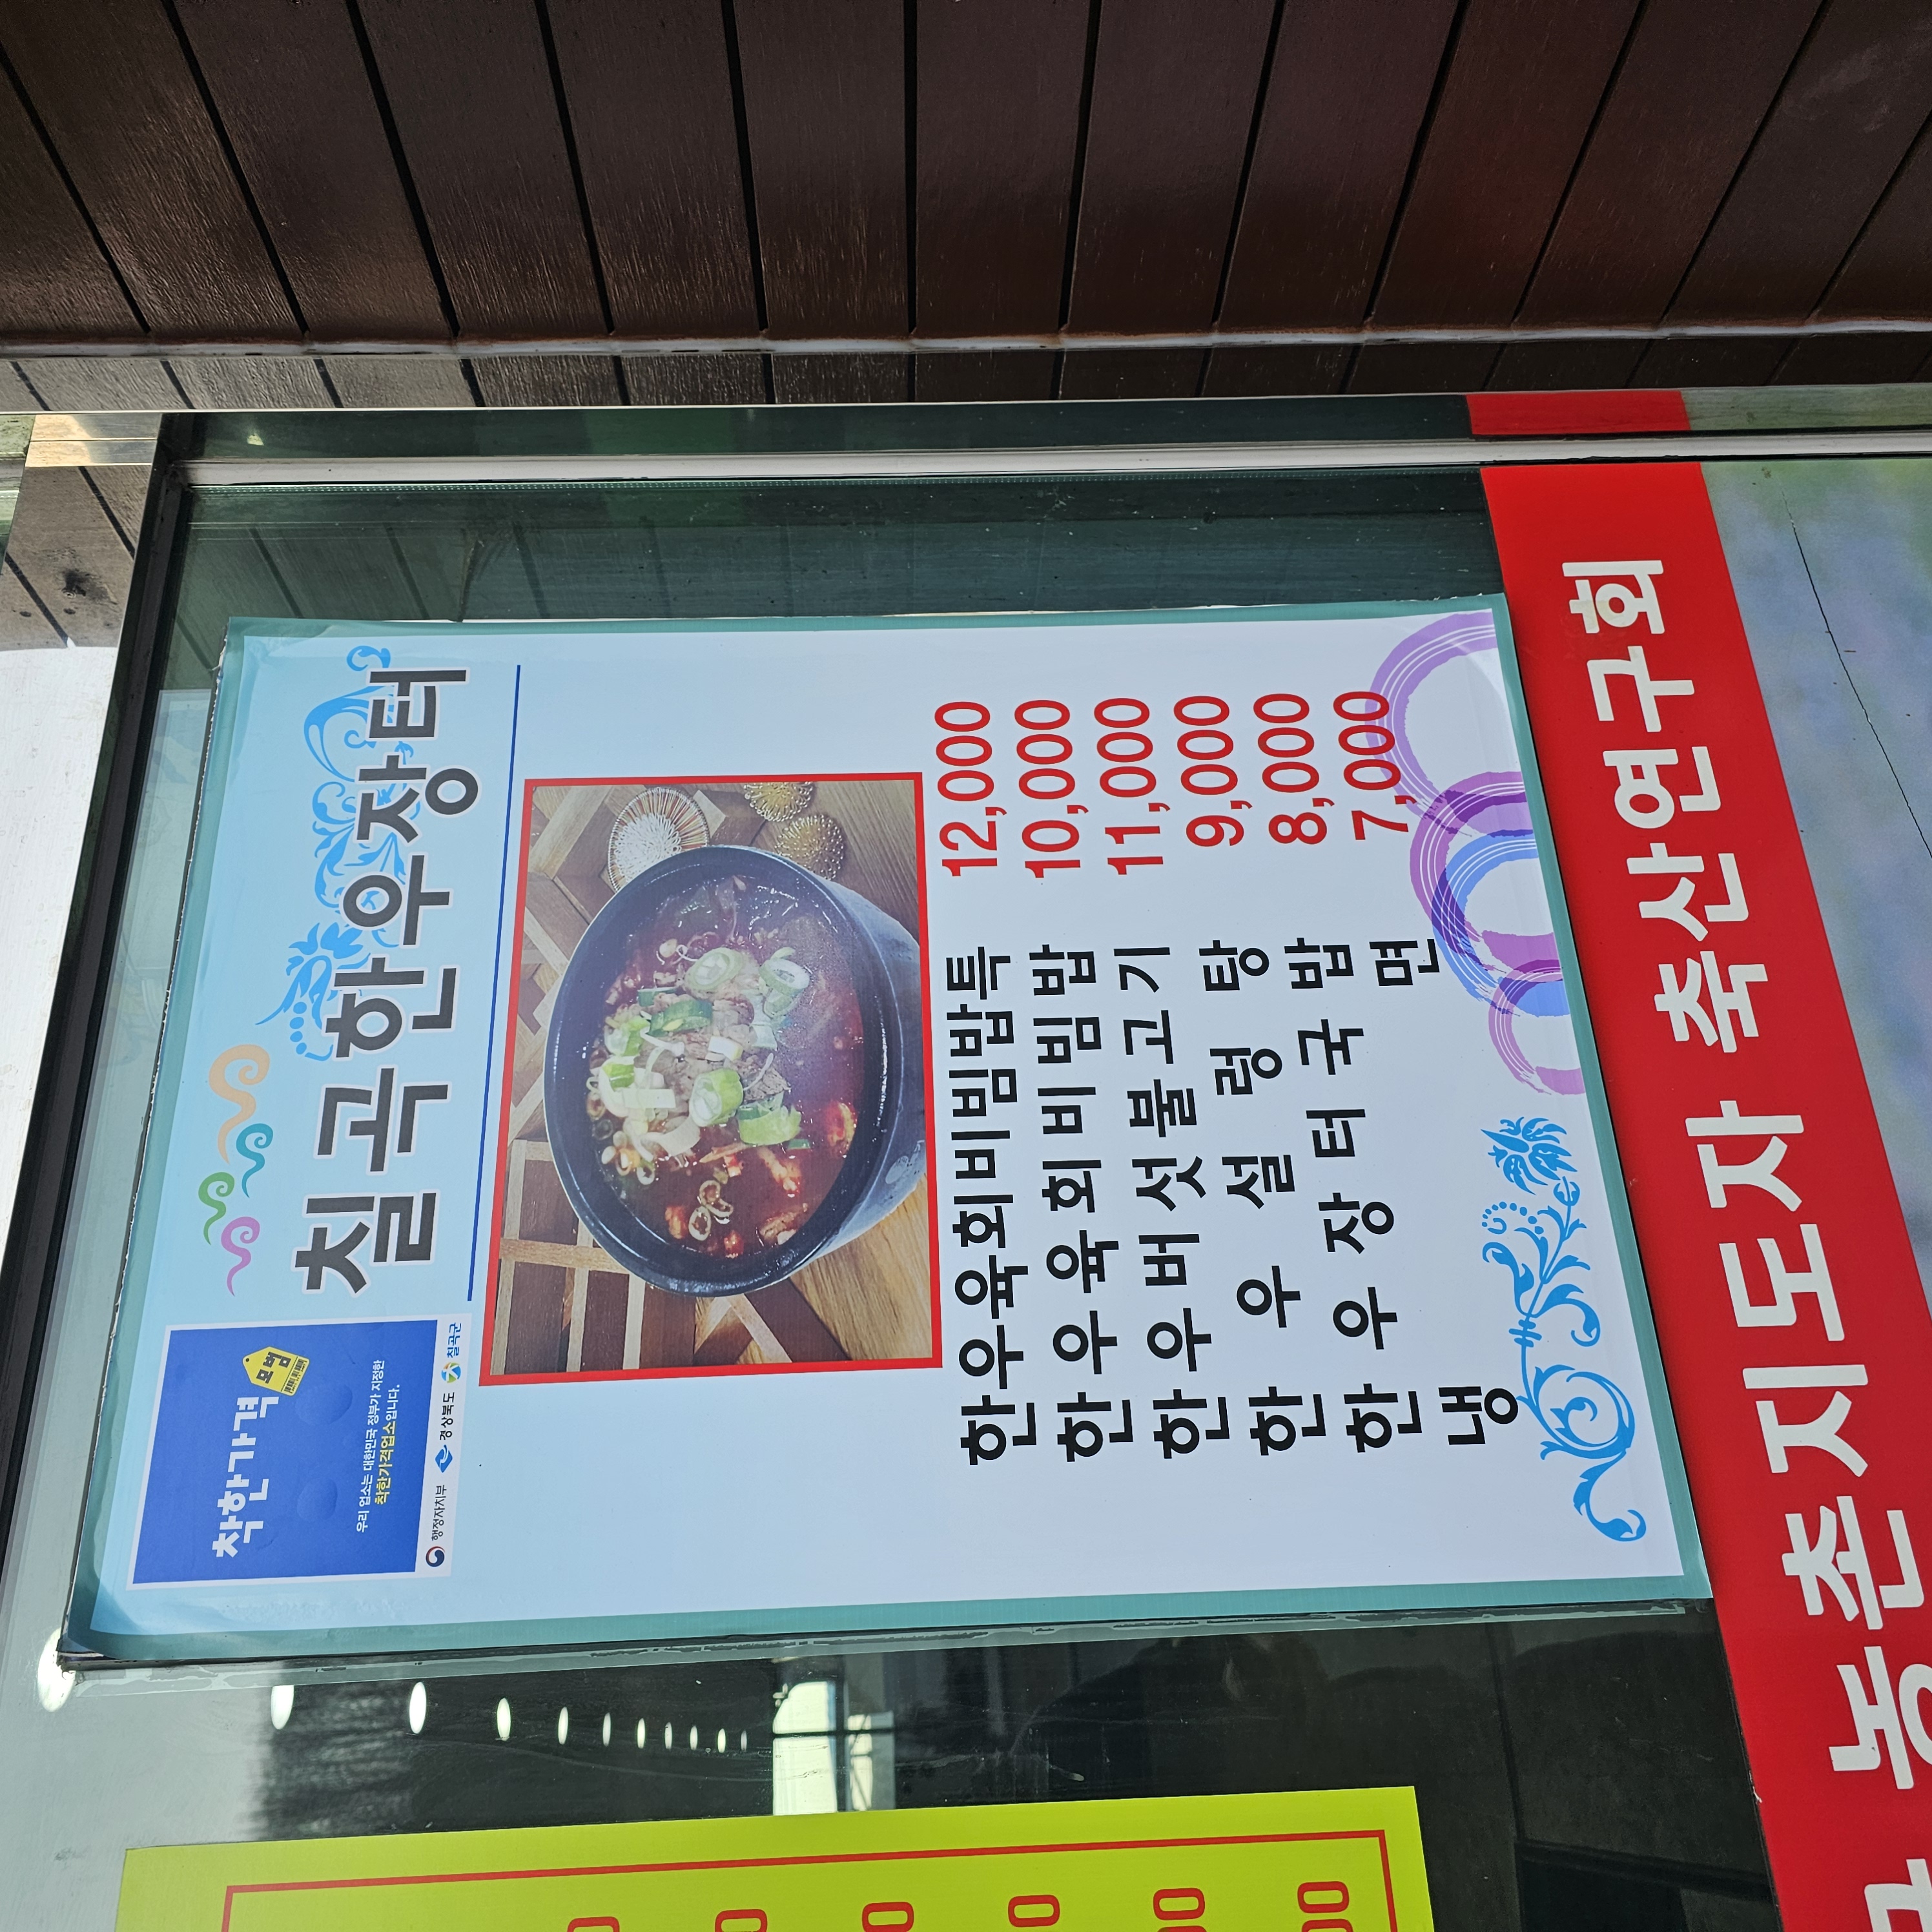 착한가격
모범
우리 업소는 대한민국 정부가 지정한
착한가격업소입니다.
행정자치부 경상북도 칠곡군
칠곡한우장터
한우육회비빔밥특 12,000
한우육회비빔밥 10,000
한우버섯불고기 11,000
한우설렁탕 9,000
한우장터국밥 8,000
냉면 7,000
농촌지도자 축산연구회